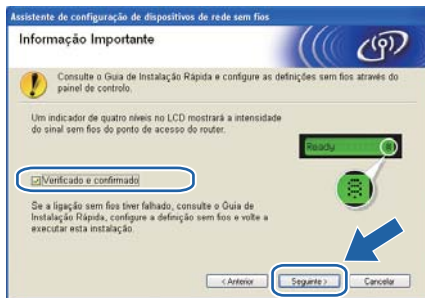 Assistente de configuração de dispositivos de rede sem fios
Informação Importante
Consulte o Guia de Instalação Rápida e configure as definições sem fios através do
painel de controlo.
Um indicador de quatro níveis no LCD mostrará a intensidade
do sinal sem fios do ponto de acesso do router.
Ready
Verificado e confirmado
Se a ligação sem fios tiver falhado, consulte o Guia de
Instalação Rápida, configure a definição sem fios e volte a
executar esta instalação.
< Anterior
Seguinte >
Cancelar